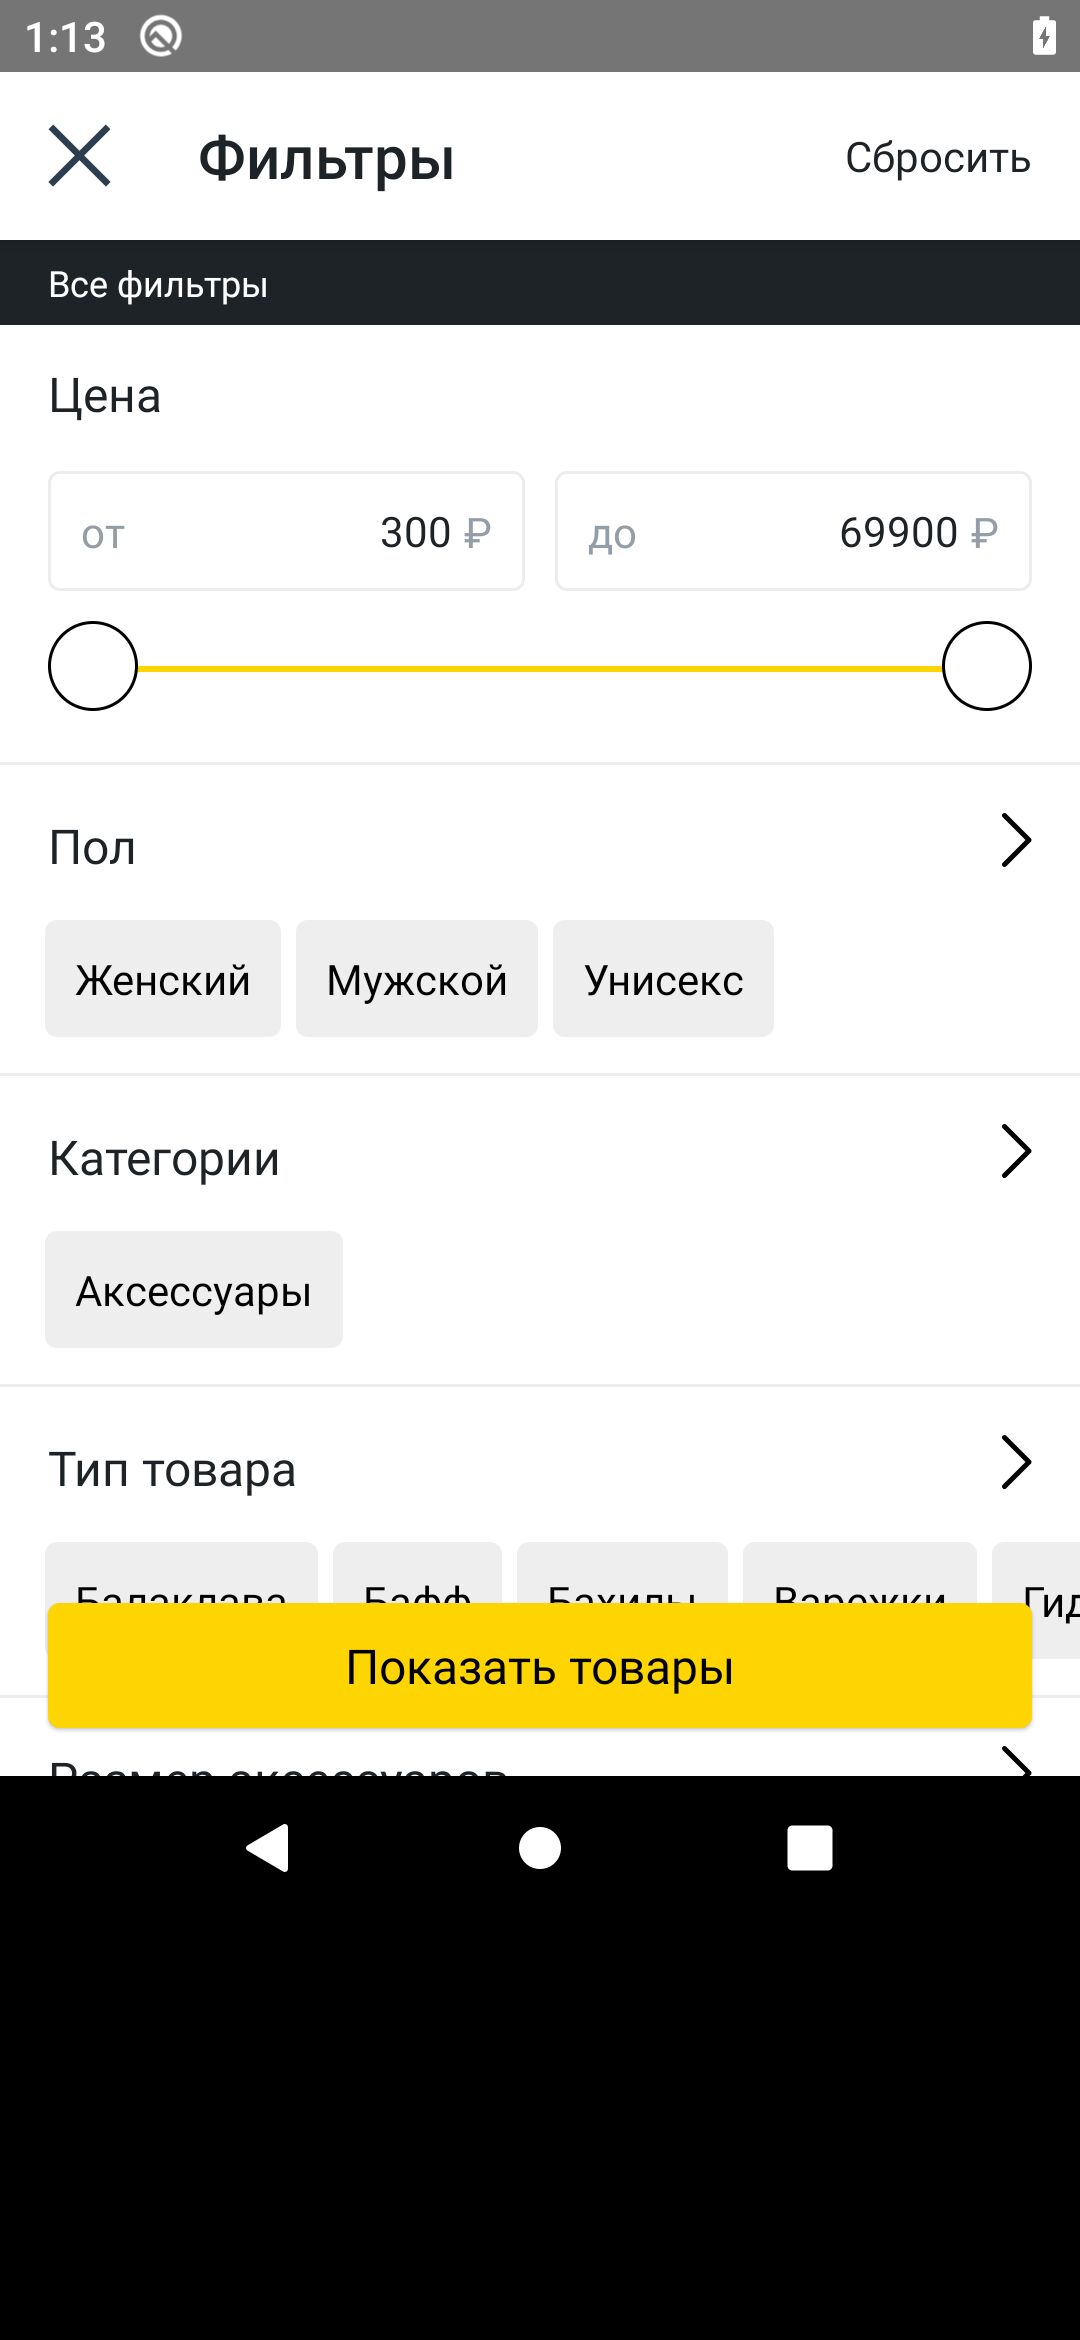 1:13
Фильтры
Сбросить
Все фильтры
Цена
от 300 ₽
до 69900 ₽
Пол
Женский Мужской Унисекс
Категории
Аксессуары
Тип товара
Балаклава Бафф Бахилы Варежки Гид
Показать товары
Размер аксессуаров